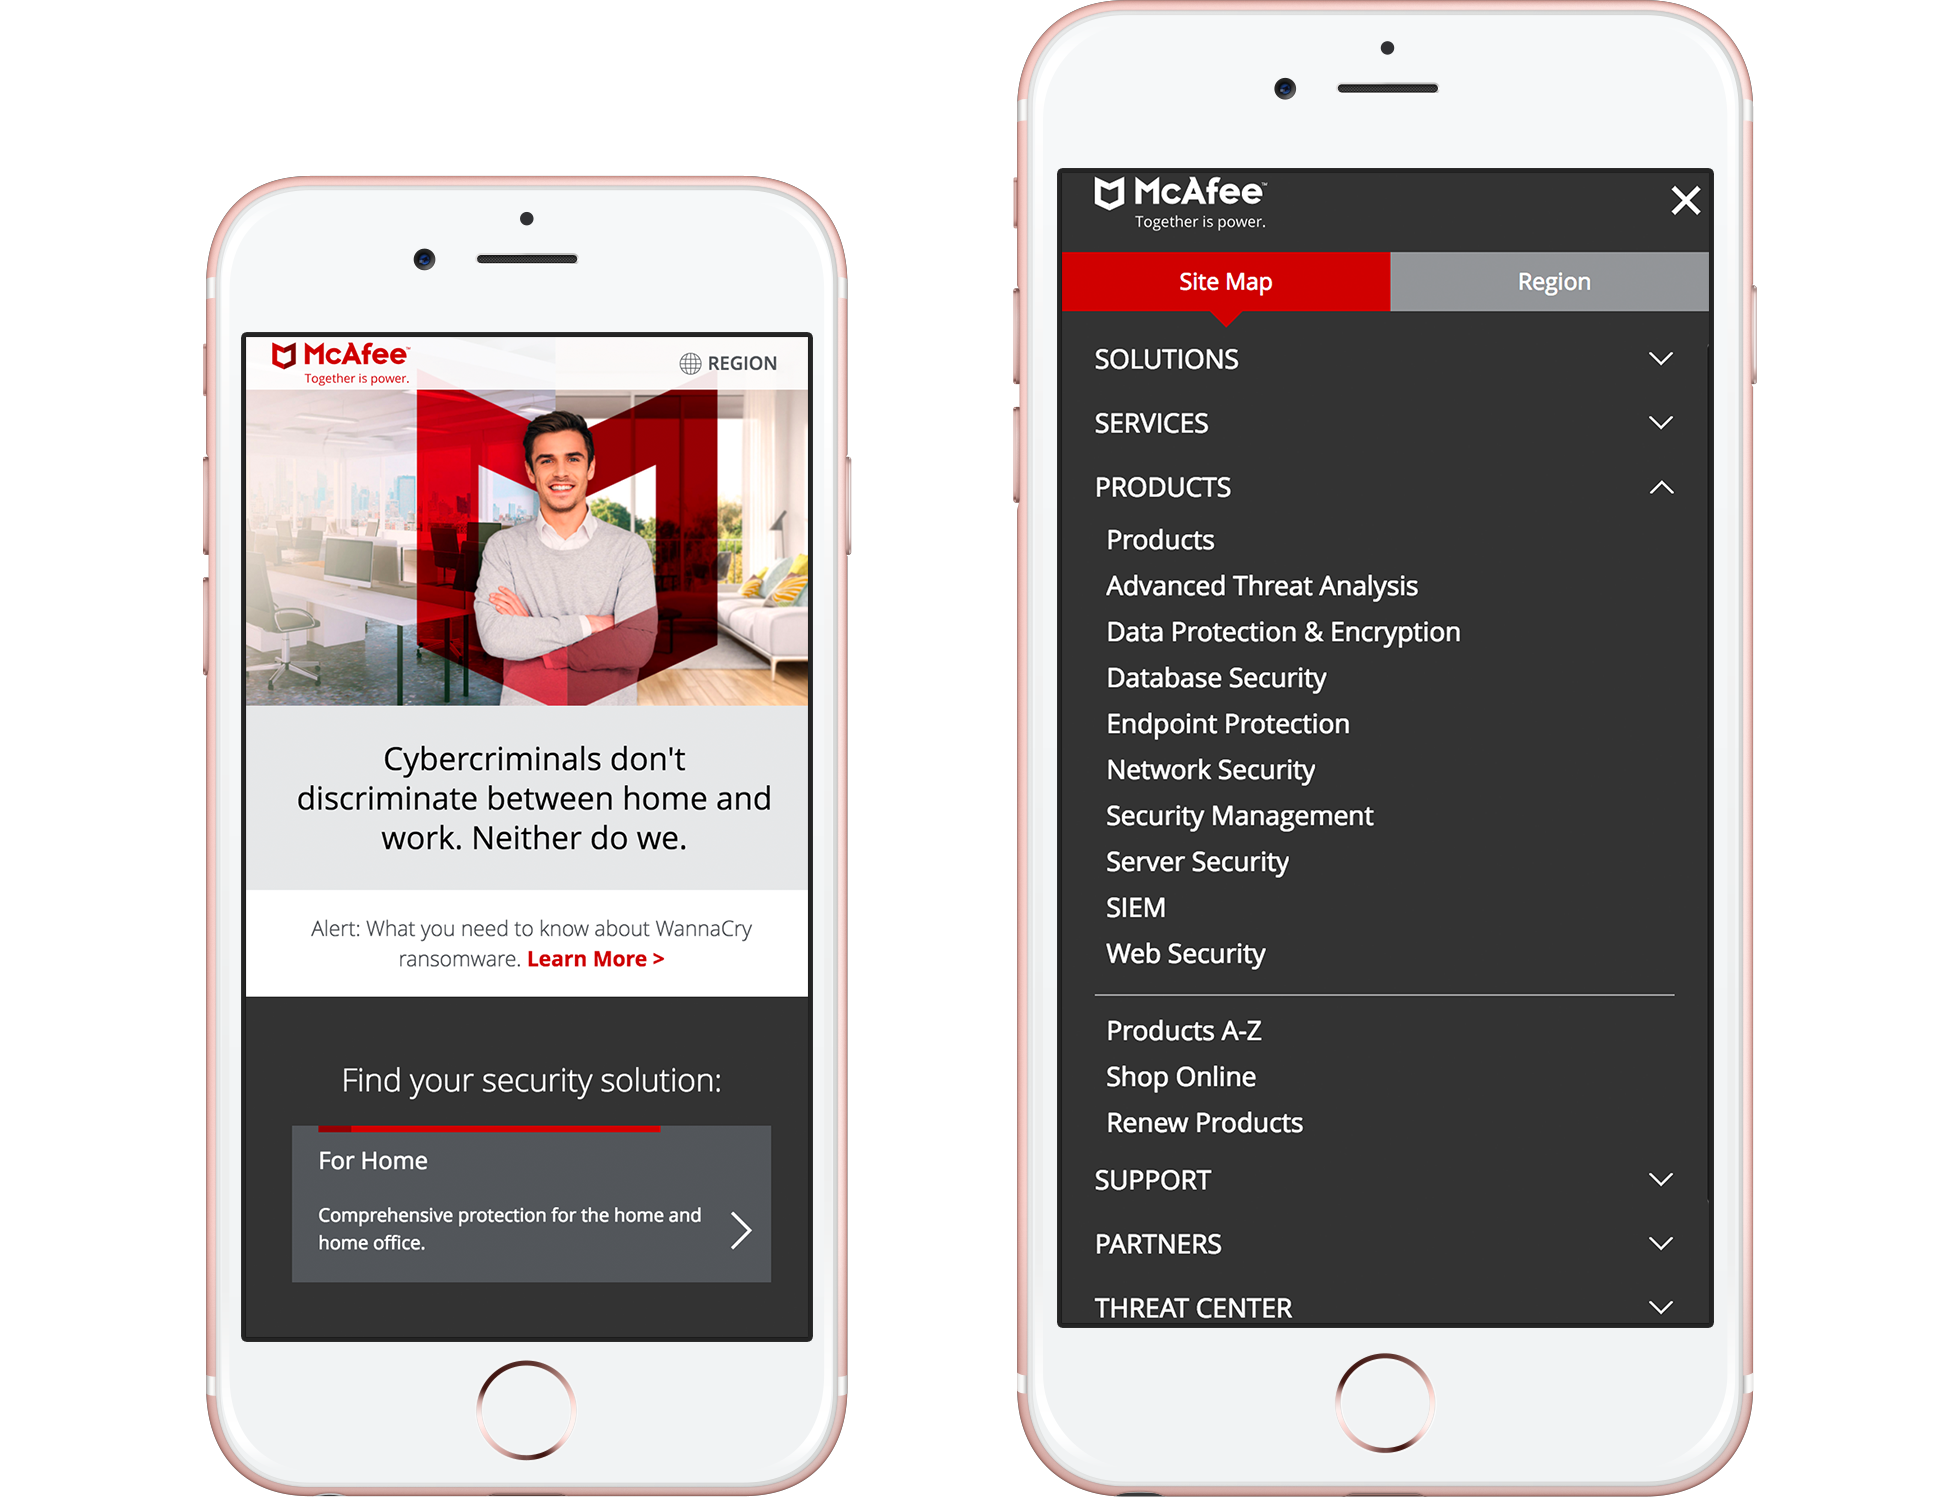 McAfee™
Together is power.
REGION
Cybercriminals don't
discriminate between home and
work. Neither do we.
Alert: What you need to know about WannaCry
ransomware. Learn More >
Find your security solution:
For Home
Comprehensive protection for the home and
home office.
McAfee™
Together is power.
Site Map
Region
SOLUTIONS
SERVICES
PRODUCTS
Products
Advanced Threat Analysis
Data Protection & Encryption
Database Security
Endpoint Protection
Network Security
Security Management
Server Security
SIEM
Web Security
Products A-Z
Shop Online
Renew Products
SUPPORT
PARTNERS
THREAT CENTER